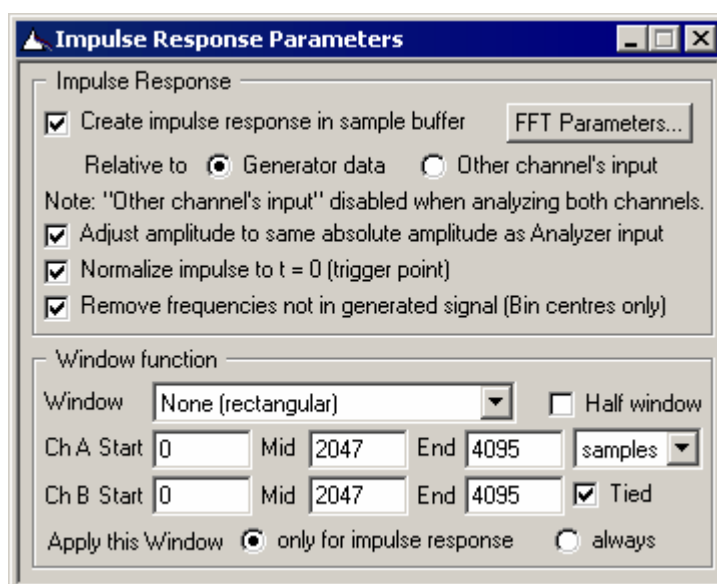 Impulse Response Parameters
Impulse Response
Create impulse response in sample buffer FFT Parameters...
Relative to Generator data Other channel's input
Note: "Other channel's input" disabled when analyzing both channels.
Adjust amplitude to same absolute amplitude as Analyzer input
Normalize impulse to t = 0 (trigger point)
Remove frequencies not in generated signal (Bin centres only)
Window function
Window None (rectangular) Half window
Ch A Start 0 Mid 2047 End 4095 samples
Ch B Start 0 Mid 2047 End 4095 Tied
Apply this Window only for impulse response always